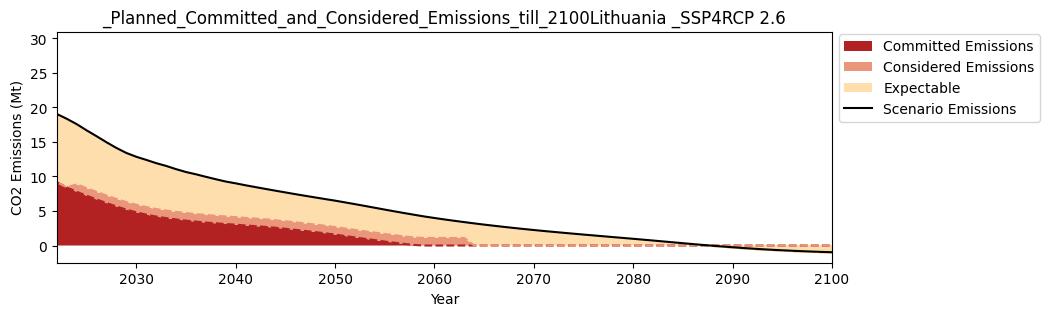 _Planned_Committed_and_Considered_Emissions_till_2100Lithuania _SSP4RCP 2.6
30
25
20
15
10
5
0
CO2 Emissions (Mt)
2030
2040
2050
2060
2070
2080
2090
2100
Year
Committed Emissions
Considered Emissions
Expectable
Scenario Emissions